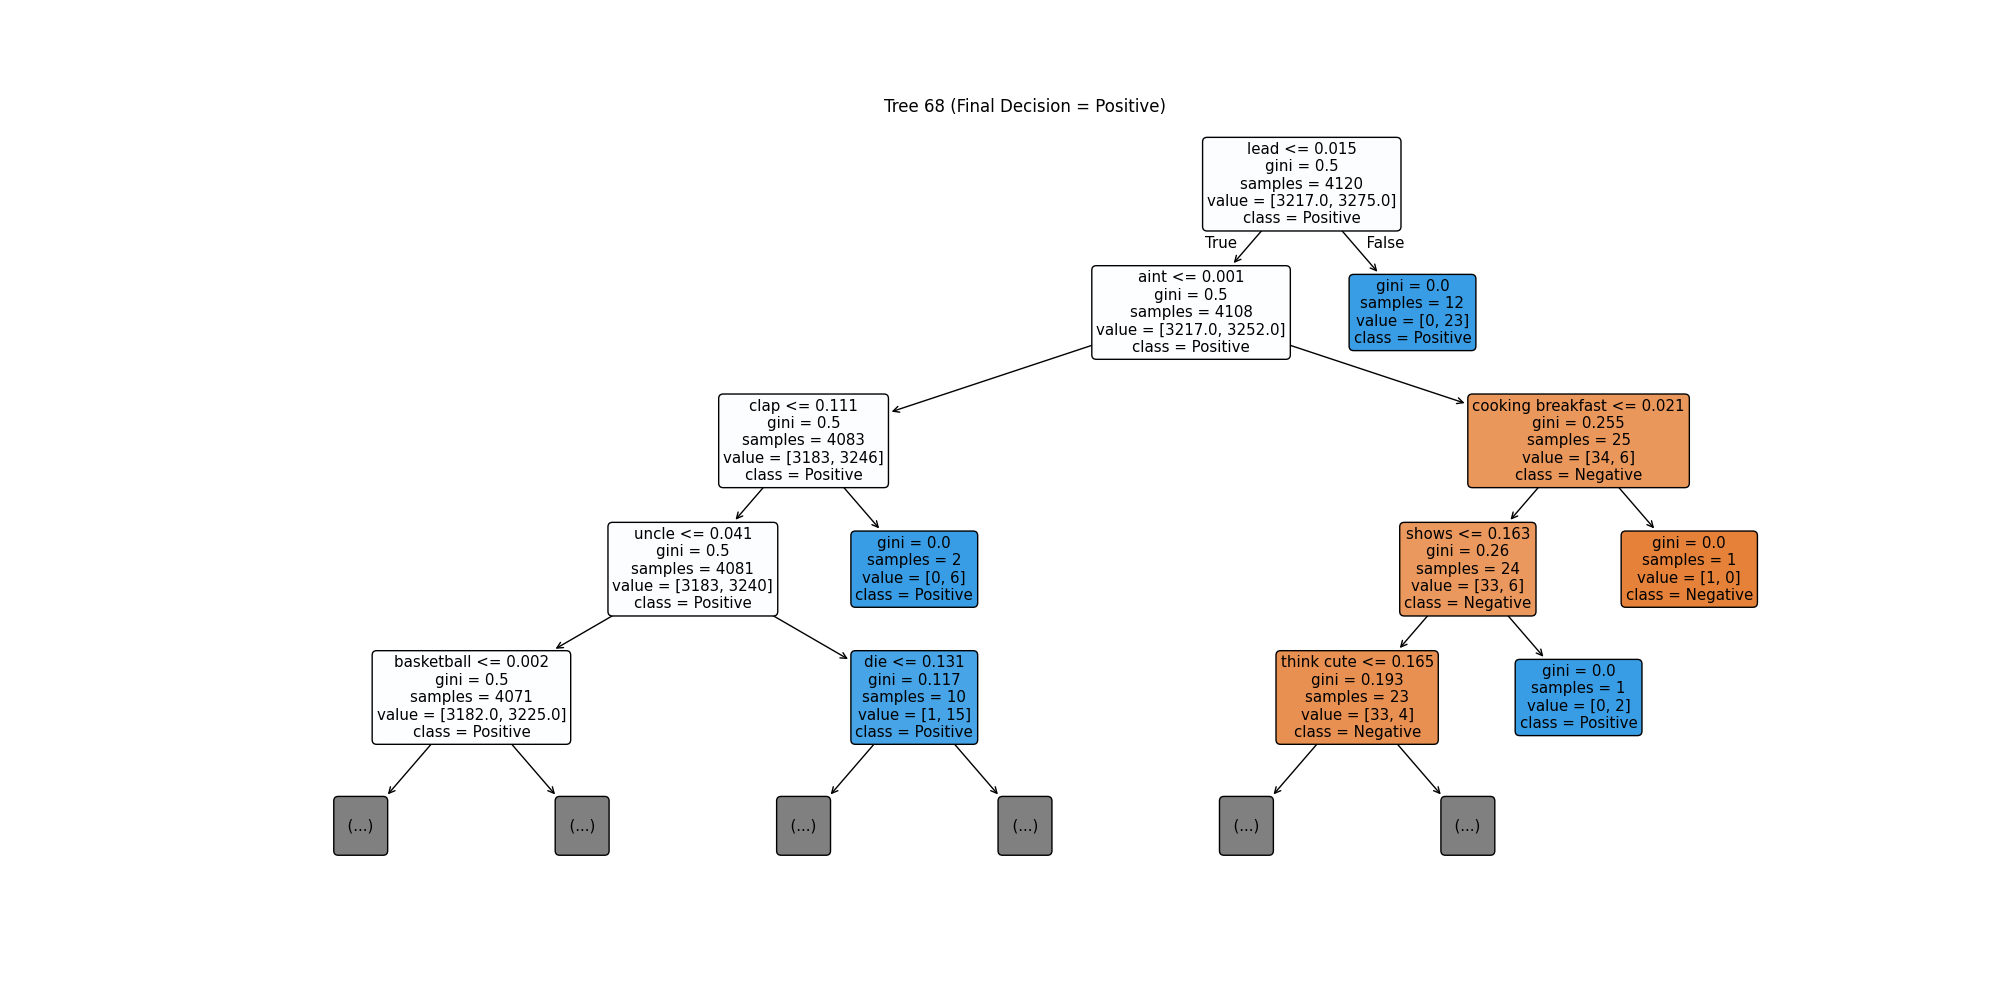 Tree 68 (Final Decision = Positive)
lead <= 0.015
gini = 0.5
samples = 4120
value = [3217.0, 3275.0]
class = Positive
True
False
aint <= 0.001
gini = 0.5
samples = 4108
value = [3217.0, 3252.0]
class = Positive
gini = 0.0
samples = 12
value = [0, 23]
class = Positive
clap <= 0.111
gini = 0.5
samples = 4083
value = [3183, 3246]
class = Positive
cooking breakfast <= 0.021
gini = 0.255
samples = 25
value = [34, 6]
class = Negative
uncle <= 0.041
gini = 0.5
samples = 4081
value = [3183, 3240]
class = Positive
gini = 0.0
samples = 2
value = [0, 6]
class = Positive
shows <= 0.163
gini = 0.26
samples = 24
value = [33, 6]
class = Negative
gini = 0.0
samples = 1
value = [1, 0]
class = Negative
basketball <= 0.002
gini = 0.5
samples = 4071
value = [3182.0, 3225.0]
class = Positive
die <= 0.131
gini = 0.117
samples = 10
value = [1, 15]
class = Positive
think cute <= 0.165
gini = 0.193
samples = 23
value = [33, 4]
class = Negative
gini = 0.0
samples = 1
value = [0, 2]
class = Positive
(...)
(...)
(...)
(...)
(...)
(...)